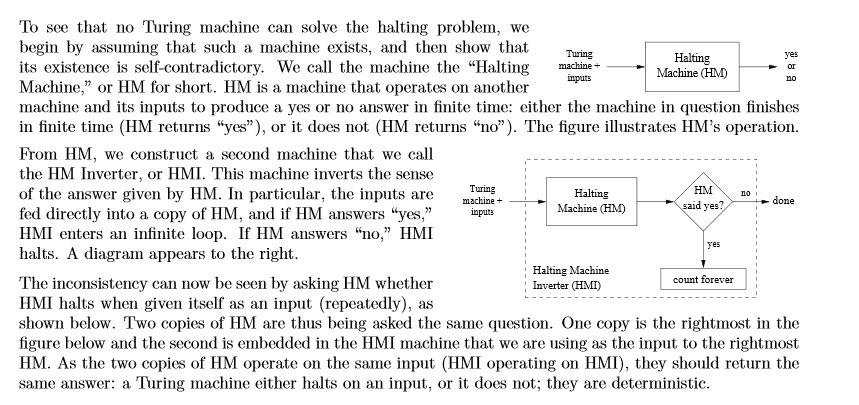 To see that no Turing machine can solve the halting problem, we
begin by assuming that such a machine exists, and then show that
its existence is self-contradictory. We call the machine the “Halting
Machine,” or HM for short. HM is a machine that operates on another
machine and its inputs to produce a yes or no answer in finite time: either the machine in question finishes
in finite time (HM returns “yes”), or it does not (HM returns “no”). The figure illustrates HM’s operation.
Turing
machine +
inputs
Halting
Machine (HM)
yes
or
no
From HM, we construct a second machine that we call
the HM Inverter, or HMI. This machine inverts the sense
of the answer given by HM. In particular, the inputs are
fed directly into a copy of HM, and if HM answers “yes,”
HMI enters an infinite loop. If HM answers “no,” HMI
halts. A diagram appears to the right.
Turing
machine +
inputs
Halting
Machine (HM)
HM
said yes?
no
done
yes
count forever
Halting Machine
Inverter (HMI)
The inconsistency can now be seen by asking HM whether
HMI halts when given itself as an input (repeatedly), as
shown below. Two copies of HM are thus being asked the same question. One copy is the rightmost in the
figure below and the second is embedded in the HMI machine that we are using as the input to the rightmost
HM. As the two copies of HM operate on the same input (HMI operating on HMI), they should return the
same answer: a Turing machine either halts on an input, or it does not; they are deterministic.